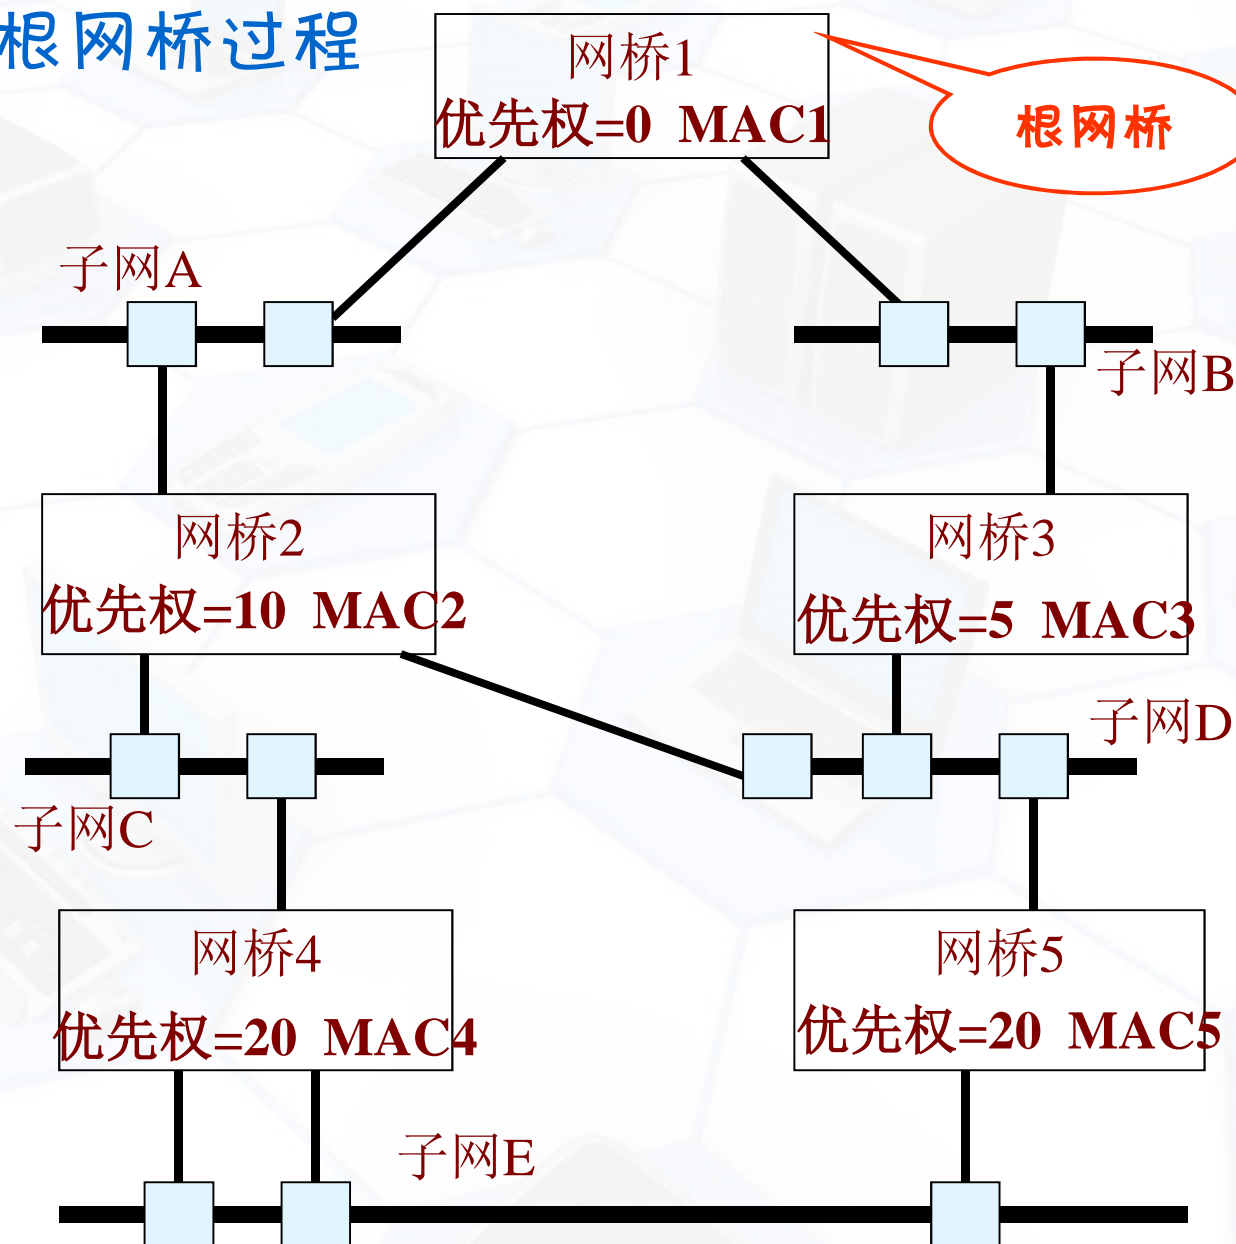 根网桥过程
网桥1
优先权=0 MAC1
根网桥
子网A
子网B
网桥2
优先权=10 MAC2
网桥3
优先权=5 MAC3
子网D
子网C
网桥4
优先权=20 MAC4
网桥5
优先权=20 MAC5
子网E